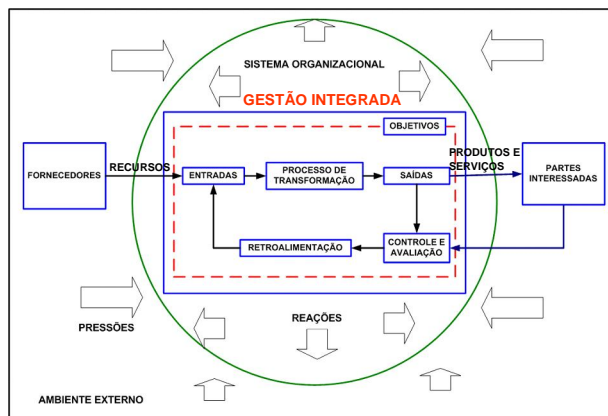 SISTEMA ORGANIZACIONAL
GESTÃO INTEGRADA
OBJETIVOS
FORNECEDORES
RECURSOS
ENTRADAS
PROCESSO DE
TRANSFORMAÇÃO
SAÍDAS
PRODUTOS E
SERVIÇOS
PARTES
INTERESSADAS
RETROALIMENTAÇÃO
CONTROLE E
AVALIAÇÃO
PRESSÕES
REAÇÕES
AMBIENTE EXTERNO